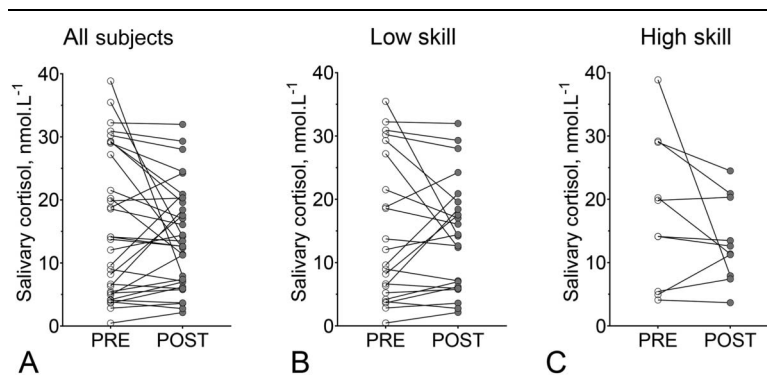 All subjects
Salivary cortisol, nmol.L-1
40
30
20
10
0
PRE POST
A
Low skill
Salivary cortisol, nmol.L-1
40
30
20
10
0
PRE POST
B
High skill
Salivary cortisol, nmol.L-1
40
30
20
10
0
PRE POST
C